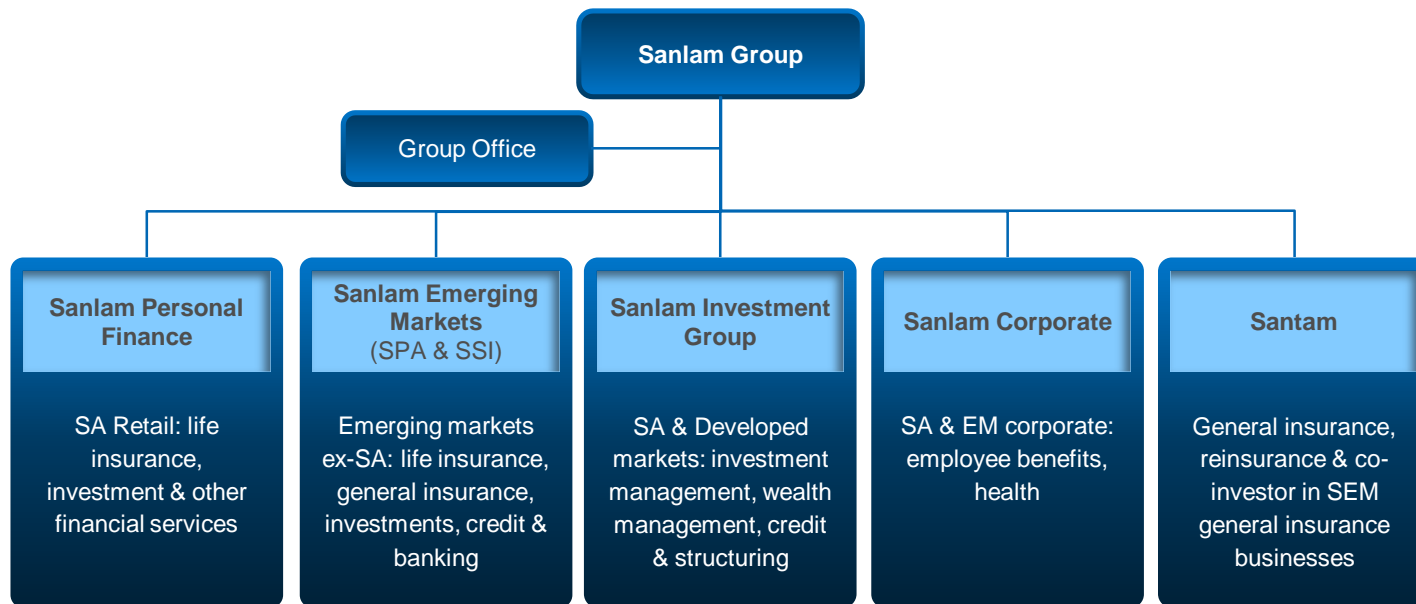 Sanlam Group
Group Office
Sanlam Personal
Finance
SA Retail: life
insurance,
investment & other
financial services
Sanlam Emerging
Markets
(SPA & SSI)
Emerging markets
ex-SA: life insurance,
general insurance,
investments, credit &
banking
Sanlam Investment
Group
SA & Developed
markets: investment
management, wealth
management, credit
& structuring
Sanlam Corporate
SA & EM corporate:
employee benefits,
health
Santam
General insurance,
reinsurance & co-
investor in SEM
general insurance
businesses